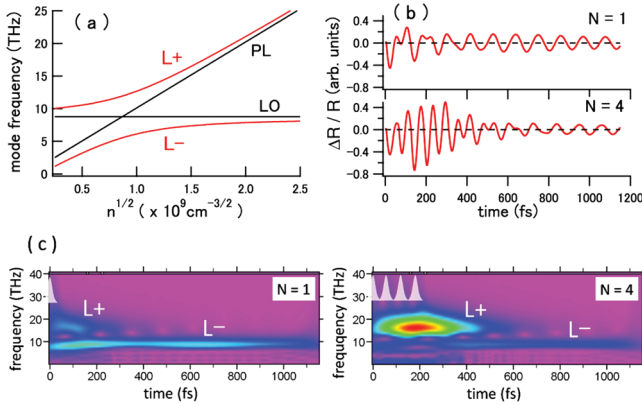 (a)
mode frequency (THz)
25
20
15
10
5
0
L+
PL
LO
L−
0.5 1.0 1.5 2.0 2.5
n1/2 ( x 10⁹cm-3/2)
(b)
ΔR / R (arb. units)
0.4
0.0
-0.4
-0.8
N = 1
0.4
0.0
-0.4
-0.8
N = 4
0 200 400 600 800 1000
time (fs)
(c)
frequency (THz)
40
30
20
10
L+
L−
N = 1
0 200 400 600 800 1000
time (fs)
frequency (THz)
40
30
20
10
L+
L−
N = 4
0 200 400 600 800 1000
time (fs)